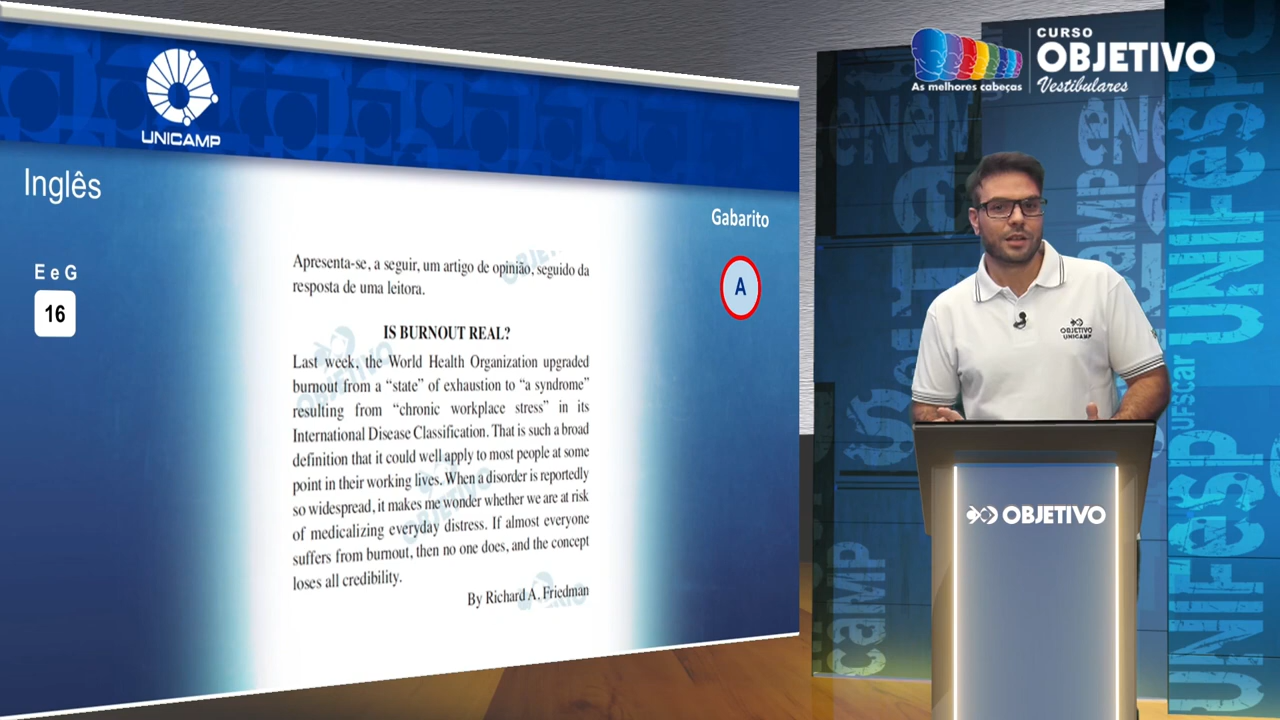 UNICAMP
Inglês
E e G
16
Gabarito
A
Apresenta-se, a seguir, um artigo de opinião, seguido da
resposta de uma leitora.
IS BURNOUT REAL?
Last week, the World Health Organization upgraded
burnout from a “state” of exhaustion to “a syndrome”
resulting from “chronic workplace stress” in its
International Disease Classification. That is such a broad
definition that it could well apply to most people at some
point in their working lives. When a disorder is reportedly
so widespread, it makes me wonder whether we are at risk
of medicalizing everyday distress. If almost everyone
suffers from burnout, then no one does, and the concept
loses all credibility.
By Richard A. Friedman
CURSO
OBJETIVO
Vestibulares
As melhores cabeças
eNeM
UNIFESP
UFSCar
UNIFESP
caMP
OBJETIVO
UNICAMP
OBJETIVO